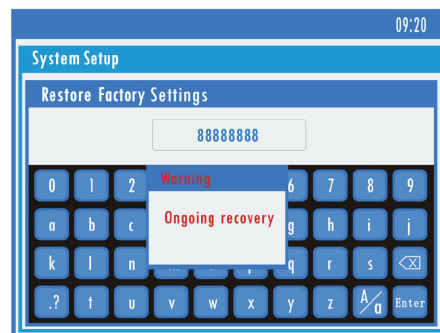 09:20
System Setup
Restore Factory Settings
88888888
Warning
Ongoing recovery
0 1 2 6 7 8 9
a b c g h i j
k l n q r s
.? t u v w x y z A/a Enter